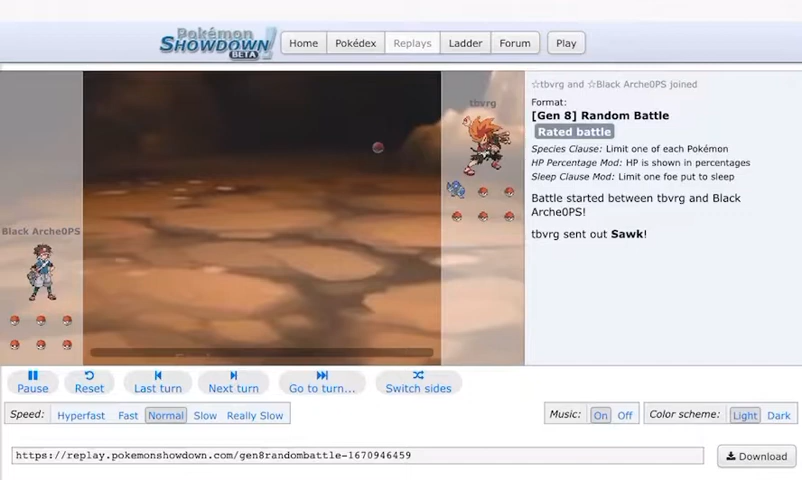 Pokémon
SHOWDOWN!
BETA
Home
Pokédex
Replays
Ladder
Forum
Play
tbvrg
Black Arche0PS
☆tbvrg and ☆Black Arche0PS joined
Format:
[Gen 8] Random Battle
Rated battle
Species Clause: Limit one of each Pokémon
HP Percentage Mod: HP is shown in percentages
Sleep Clause Mod: Limit one foe put to sleep
Battle started between tbvrg and Black
Arche0PS!
tbvrg sent out Sawk!
Pause
Reset
Last turn
Next turn
Go to turn...
Switch sides
Speed:
Hyperfast
Fast
Normal
Slow
Really Slow
Music:
On
Off
Color scheme:
Light
Dark
https://replay.pokemonshowdown.com/gen8randombattle-1670946459
Download